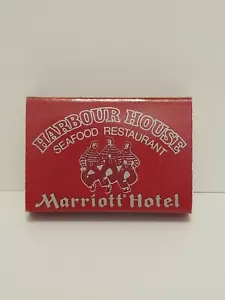 HARBOUR HOUSE
SEAFOOD RESTAURANT
Marriott Hotel